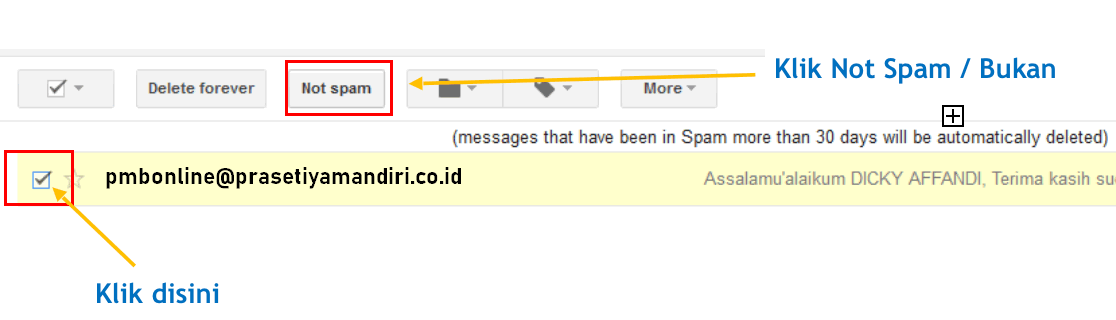 Klik Not Spam / Bukan
Delete forever
Not spam
More
(messages that have been in Spam more than 30 days will be automatically deleted)
pmbonline@prasetiyamandiri.co.id
Assalamu'alaikum DICKY AFFANDI, Terima kasih
Klik disini